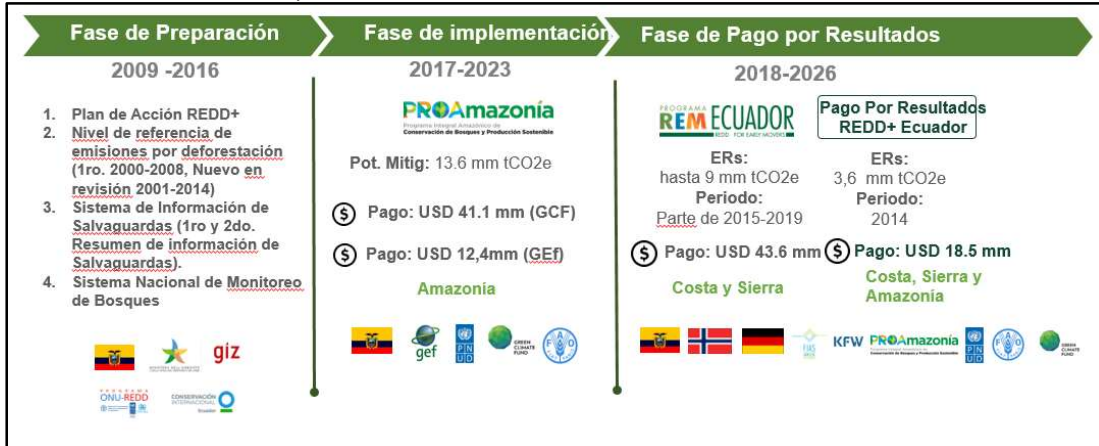 Fase de Preparación
2009 -2016
1. Plan de Acción REDD+
2. Nivel de referencia de
emisiones por deforestación
(1ro. 2000-2008, Nuevo en
revisión 2001-2014)
3. Sistema de Información de
Salvaguardas (1ro y 2do.
Resumen de información de
Salvaguardas).
4. Sistema Nacional de Monitoreo
de Bosques
giz
PROGRAMA
ONU-REDD
CONSERVACIÓN
INTERNACIONAL
Ecuador
Fase de implementación
2017-2023
PROAmazonía
Programa Integral Amazónico de
Conservación de Bosques y Producción Sostenible
Pot. Mitig: 13.6 mm tCO2e
$ Pago: USD 41.1 mm (GCF)
$ Pago: USD 12,4mm (GEf)
Amazonia
gef
PNUD
GREEN
CLIMATE
FUND
FAO
Fase de Pago por Resultados
2018-2026
PROGRAMA
REM ECUADOR
REDD FOR EARLY MOVERS
ERs:
hasta 9 mm tCO2e
Periodo:
Parte de 2015-2019
$ Pago: USD 43.6 mm
Costa y Sierra
Pago Por Resultados
REDD+ Ecuador
ERs:
3,6 mm tCO2e
Periodo:
2014
$ Pago: USD 18.5 mm
Costa, Sierra y
Amazonía
KFW
PROAmazonía
PNUD
FAO
GREEN
CLIMATE
FUND